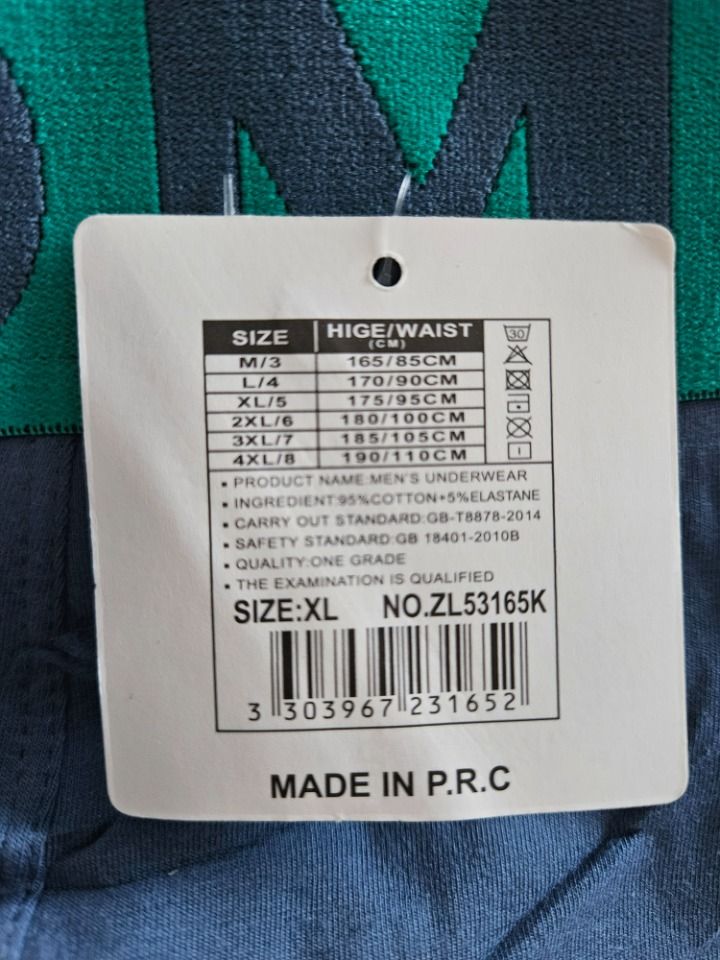 M
SIZE HIGE/WAIST
(CM)
30
M/3 165/85CM
L/4 170/90CM
XL/5 175/95CM
2XL/6 180/100CM
3XL/7 185/105CM
4XL/8 190/110CM
• PRODUCT NAME:MEN'S UNDERWEAR
• INGREDIENT:95%COTTON+5%ELASTANE
• CARRY OUT STANDARD:GB-T8878-2014
• SAFETY STANDARD:GB 18401-2010B
• QUALITY:ONE GRADE
• THE EXAMINATION IS QUALIFIED
SIZE:XL NO.ZL53165K
3 303967 231652
MADE IN P.R.C